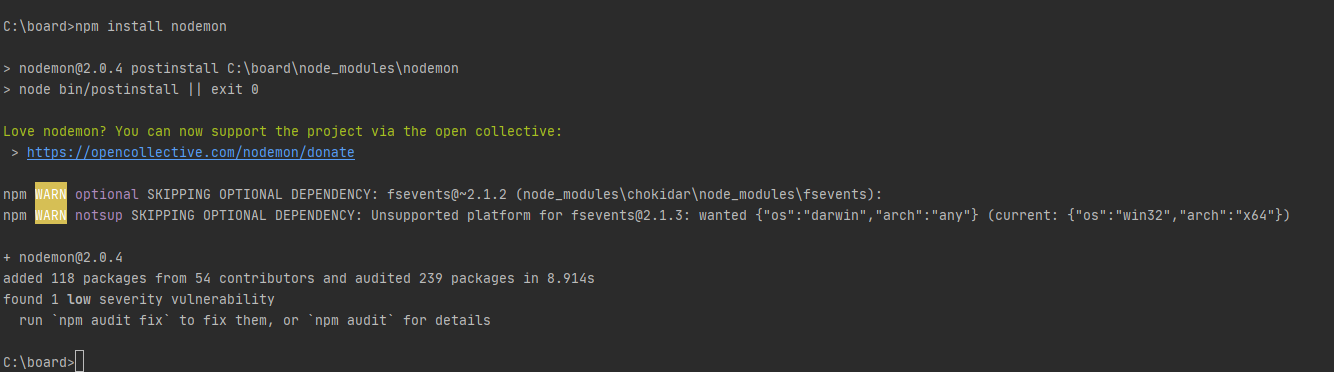 C:\board>npm install nodemon
> nodemon@2.0.4 postinstall C:\board\node_modules\nodemon
> node bin/postinstall || exit 0
Love nodemon? You can now support the project via the open collective:
 > https://opencollective.com/nodemon/donate
npm WARN optional SKIPPING OPTIONAL DEPENDENCY: fsevents@~2.1.2 (node_modules\chokidar\node_modules\fsevents):
npm WARN notsup SKIPPING OPTIONAL DEPENDENCY: Unsupported platform for fsevents@2.1.3: wanted {"os":"darwin","arch":"any"} (current: {"os":"win32","arch":"x64"})
+ nodemon@2.0.4
added 118 packages from 54 contributors and audited 239 packages in 8.914s
found 1 low severity vulnerability
  run `npm audit fix` to fix them, or `npm audit` for details
C:\board>